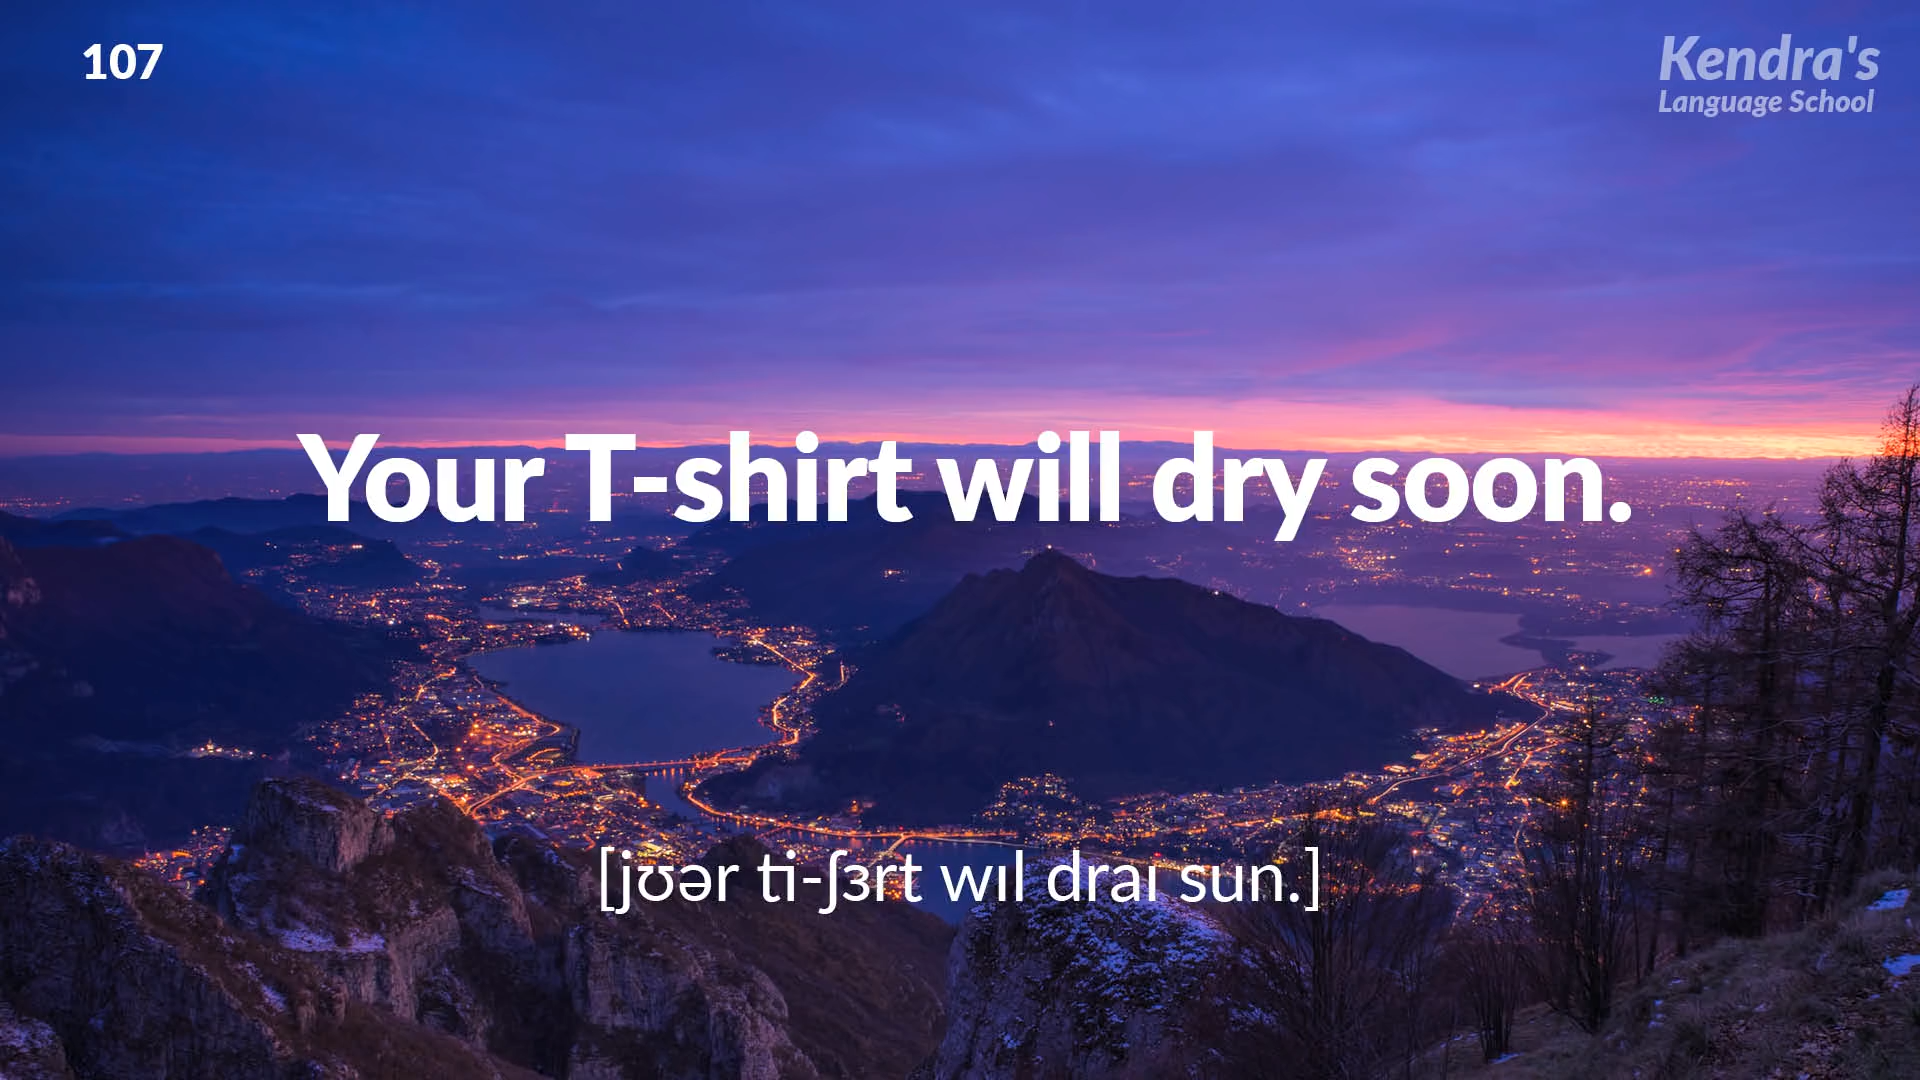 107
Kendra's
Language School
Your T-shirt will dry soon.
[jʊər ti-ʃɜrt wɪl draɪ sun.]